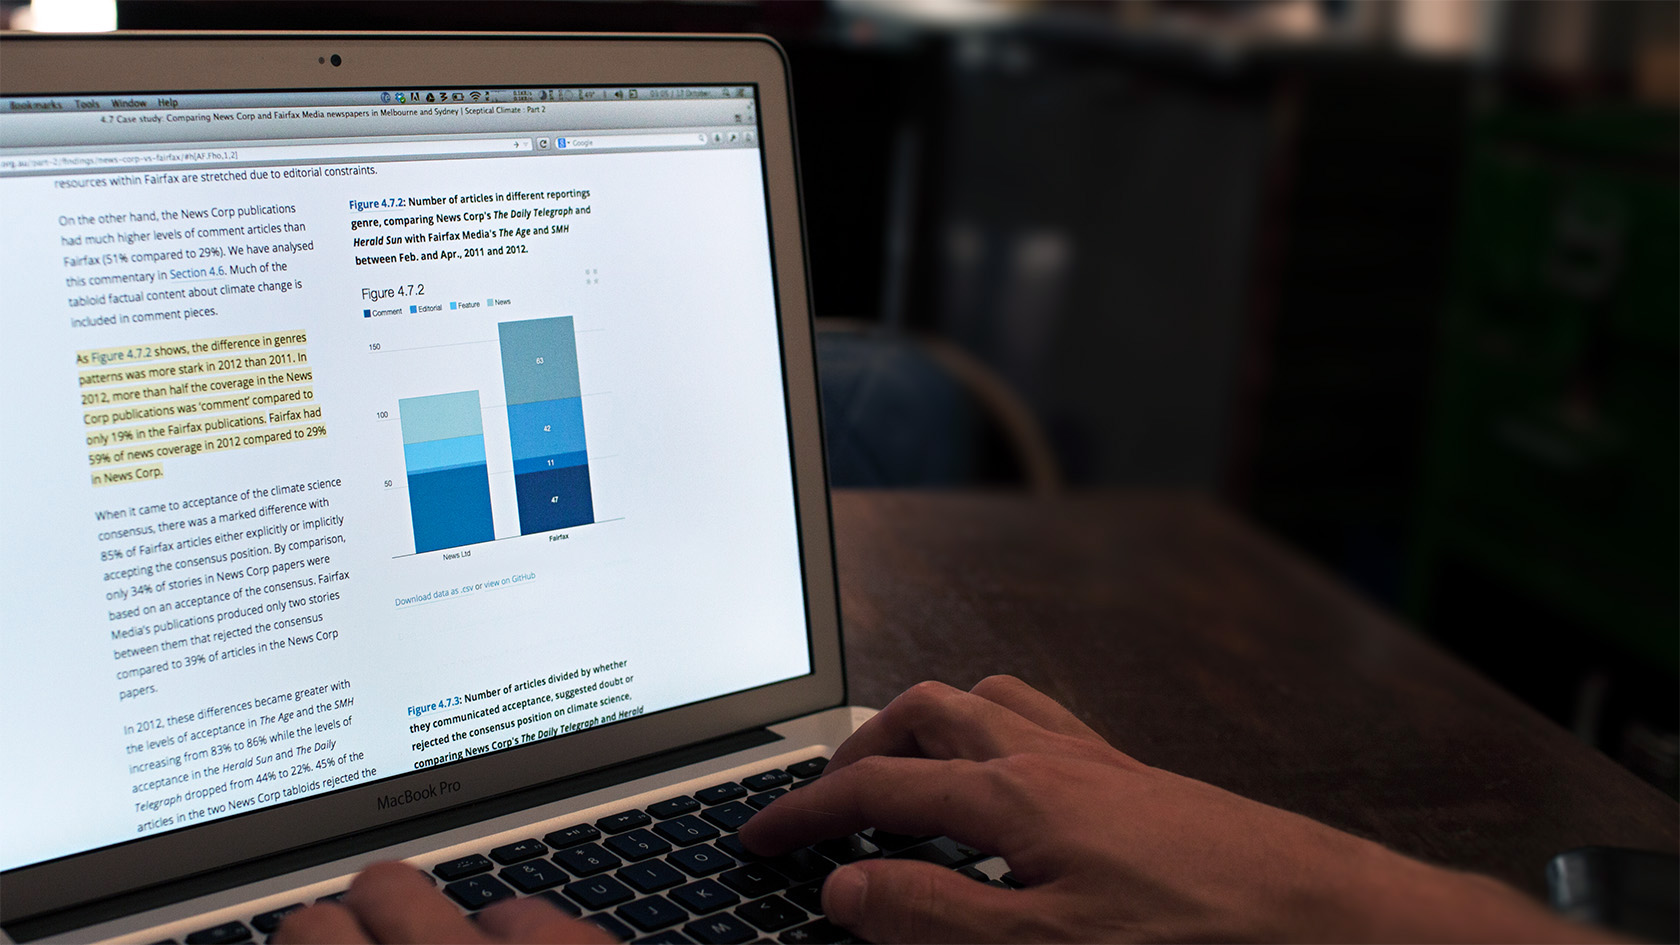 Bookmarks Tools Window Help
4.7 Case study: Comparing News Corp and Fairfax Media newspapers in Melbourne and Sydney | Sceptical Climate · Part 2
.org.au/part-2/findings/news-corp-vs-fairfax/#h[AF,Fho,1,2]
Google
resources within Fairfax are stretched due to editorial constraints.
On the other hand, the News Corp publications
had much higher levels of comment articles than
Fairfax (51% compared to 29%). We have analysed
this commentary in Section 4.6. Much of the
tabloid factual content about climate change is
included in comment pieces.
As Figure 4.7.2 shows, the difference in genres
patterns was more stark in 2012 than 2011. In
2012, more than half the coverage in the News
Corp publications was 'comment' compared to
only 19% in the Fairfax publications. Fairfax had
59% of news coverage in 2012 compared to 29%
in News Corp.
When it came to acceptance of the climate science
consensus, there was a marked difference with
85% of Fairfax articles either explicitly or implicitly
accepting the consensus position. By comparison,
only 34% of stories in News Corp papers were
based on an acceptance of the consensus. Fairfax
Media's publications produced only two stories
between them that rejected the consensus
compared to 39% of articles in the News Corp
papers.
In 2012, these differences became greater with
the levels of acceptance in The Age and the SMH
increasing from 83% to 86% while the levels of
acceptance in the Herald Sun and The Daily
Telegraph dropped from 44% to 22%. 45% of the
articles in the two News Corp tabloids rejected the
Figure 4.7.2: Number of articles in different reportings
genre, comparing News Corp's The Daily Telegraph and
Herald Sun with Fairfax Media's The Age and SMH
between Feb. and Apr., 2011 and 2012.
Figure 4.7.2
Comment Editorial Feature News
150
100
50
63
42
11
47
News Ltd
Fairfax
Download data as .csv or view on GitHub
Figure 4.7.3: Number of articles divided by whether
they communicated acceptance, suggested doubt or
rejected the consensus position on climate science,
comparing News Corp's The Daily Telegraph and Herald
MacBook Pro
6 7 8 9 0
U I O
J K L
M